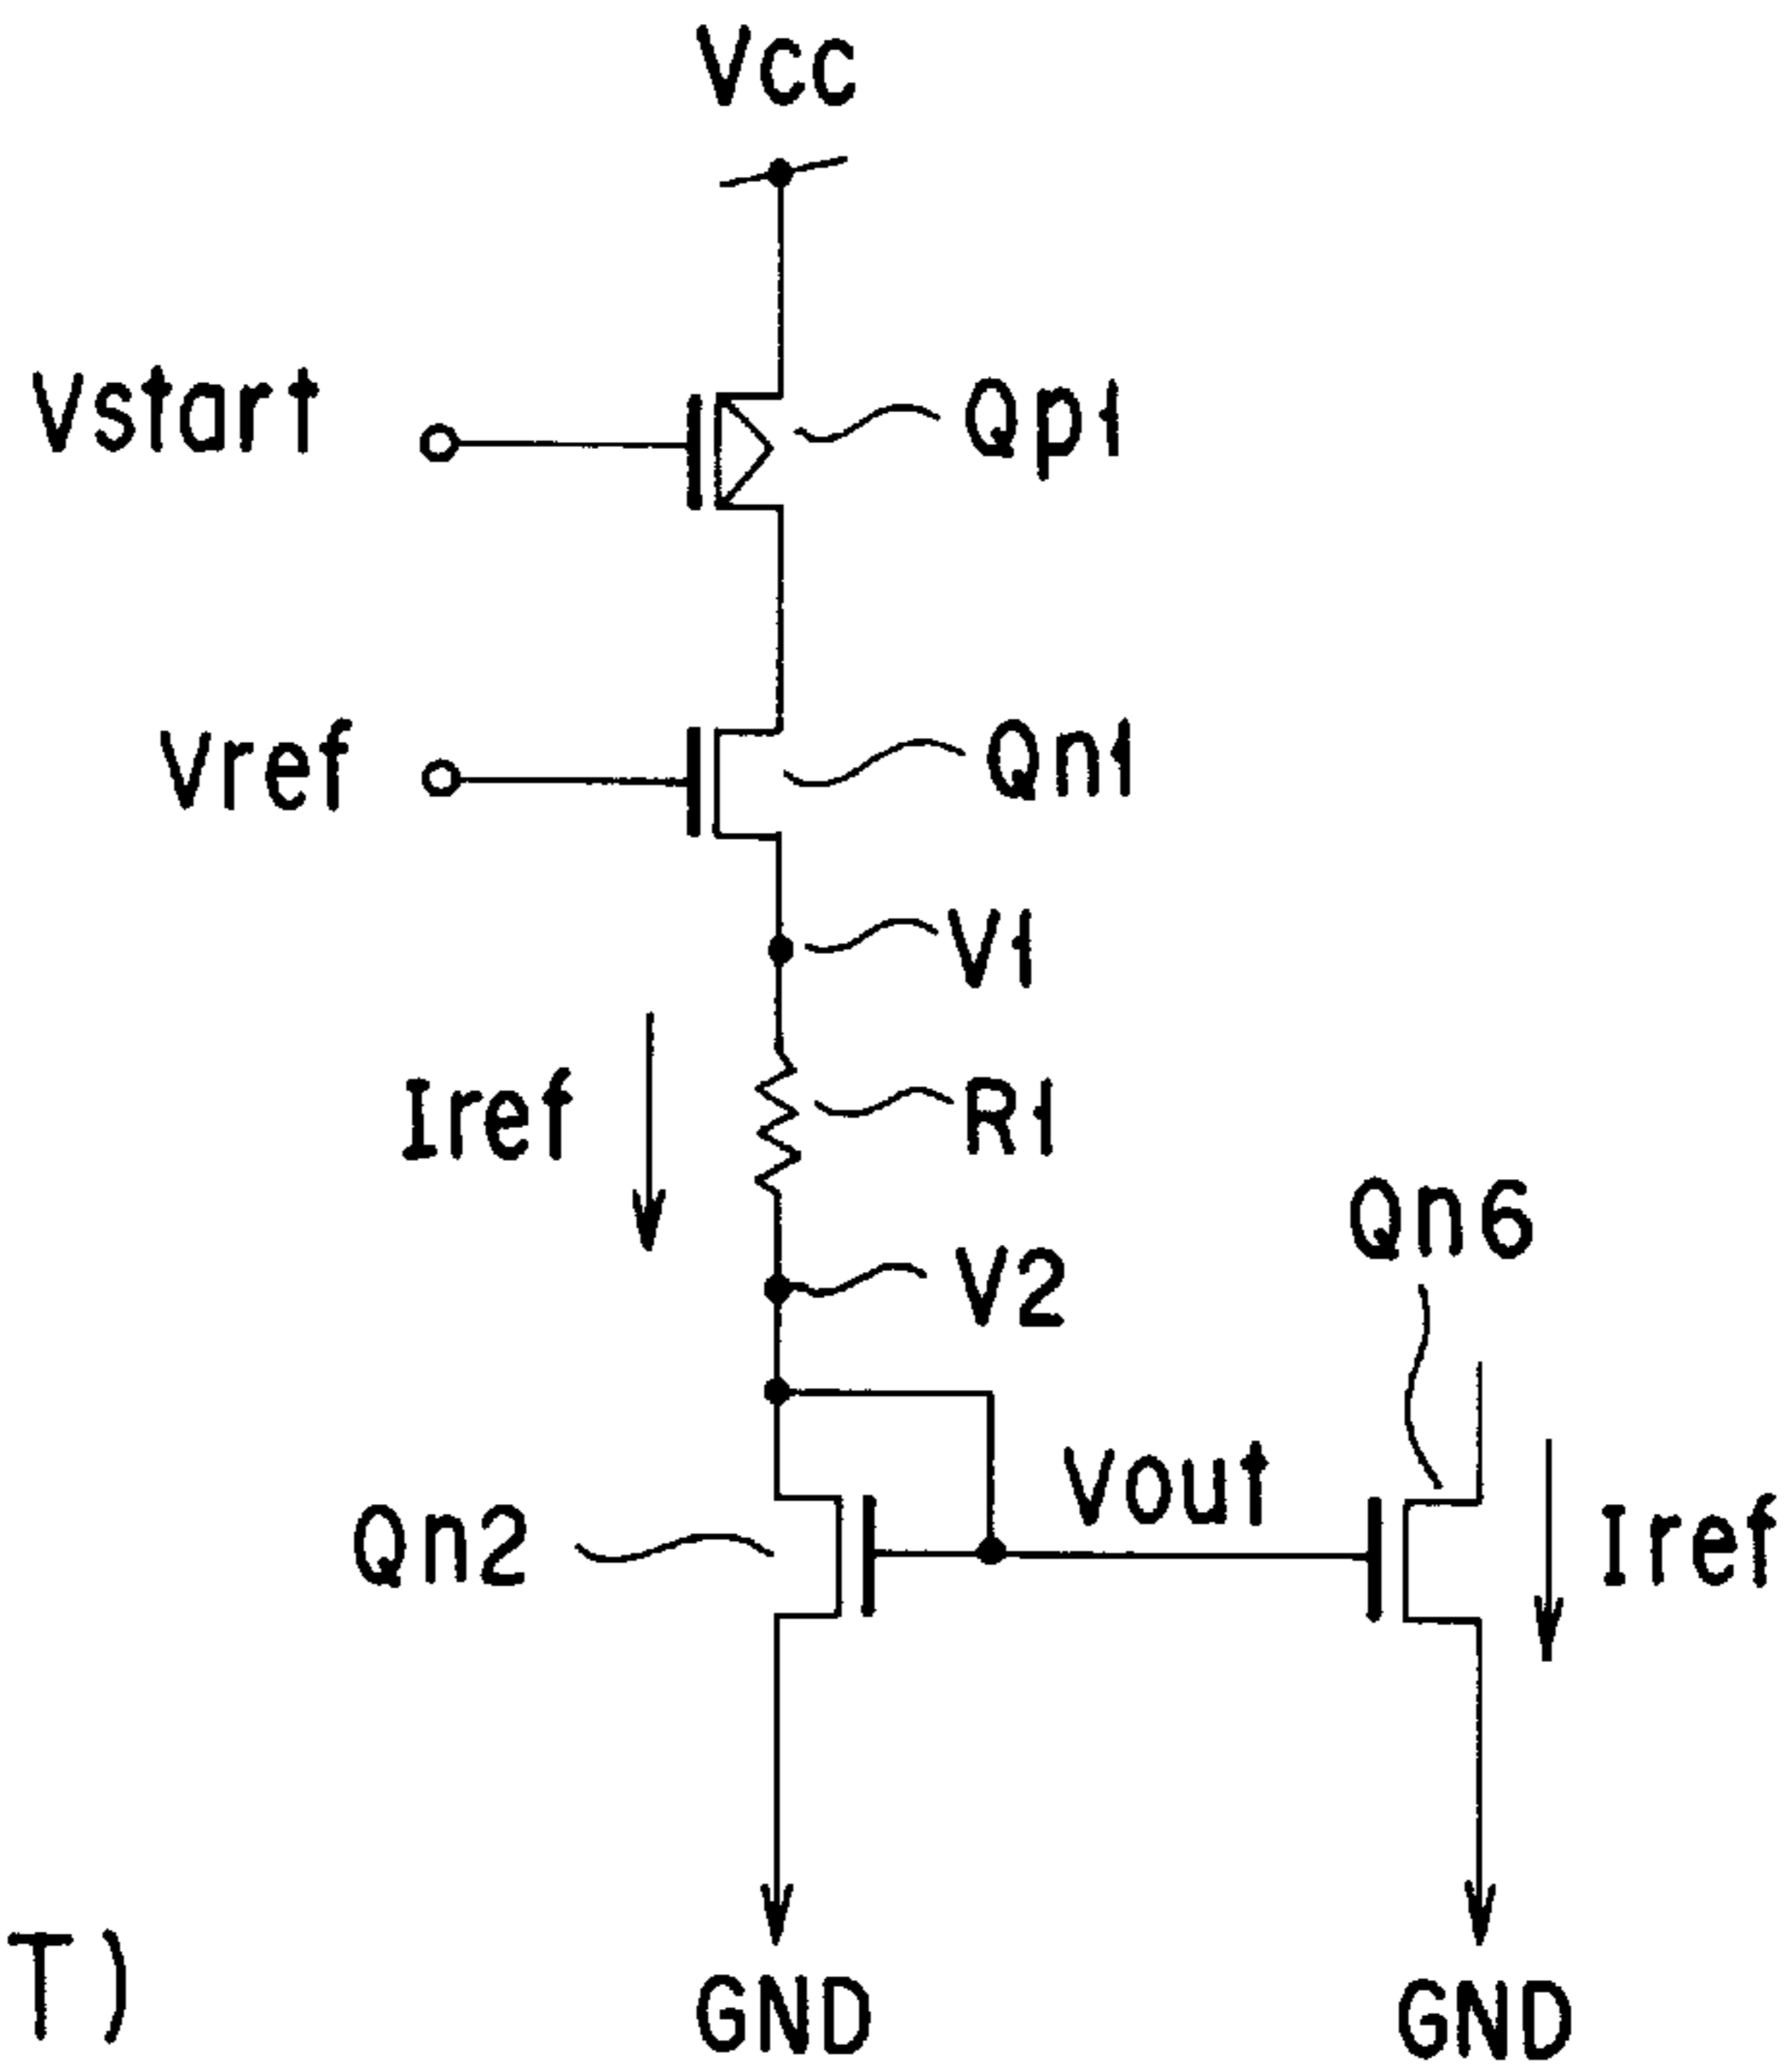 Vcc
Vstart
Qp1
Vref
Qn1
V1
Iref
R1
Qn6
V2
Vout
Qn2
Iref
T)
GND
GND